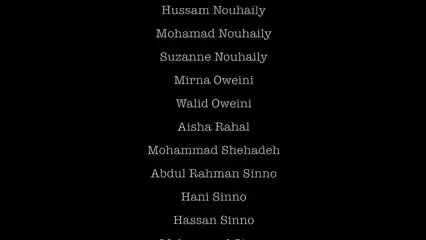 Hussam Nouhaily
Mohamad Nouhaily
Suzanne Nouhaily
Mirna Oweini
Walid Oweini
Aisha Rahal
Mohammad Shehadeh
Abdul Rahman Sinno
Hani Sinno
Hassan Sinno